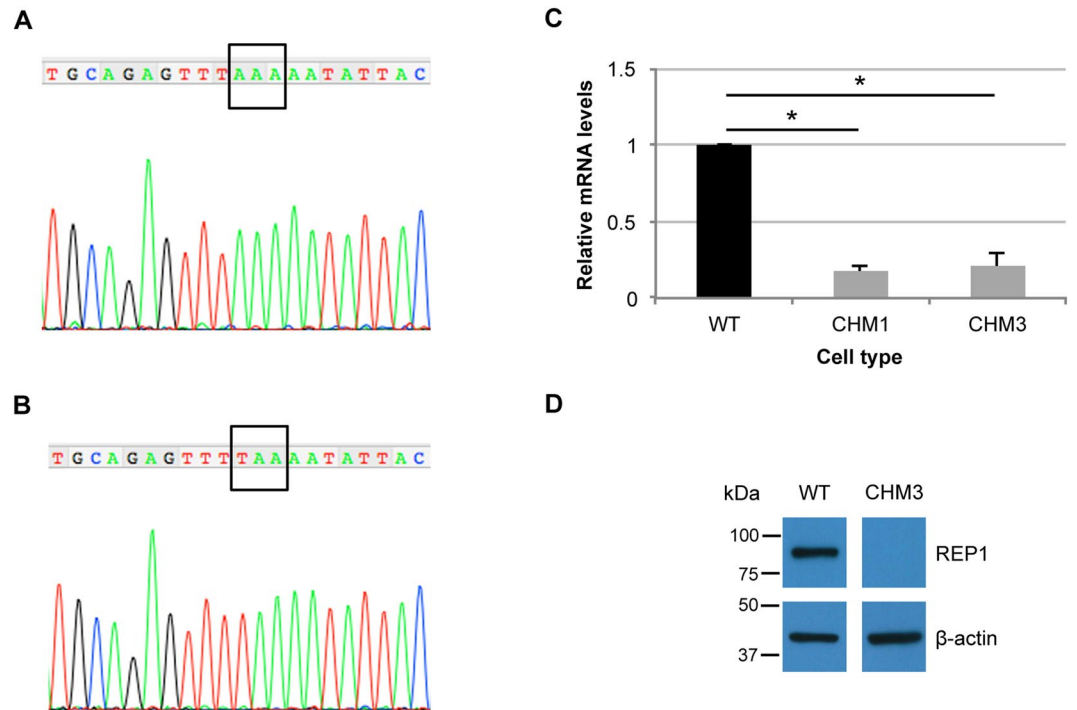 A
T G C A G A G T T T A A A A A T A T T A C
B
T G C A G A G T T T T A A A A T A T T A C
C
Relative mRNA levels
1.5
1
0.5
0
*
*
WT CHM1 CHM3
Cell type
D
kDa WT CHM3
100
75
REP1
50
37
β-actin